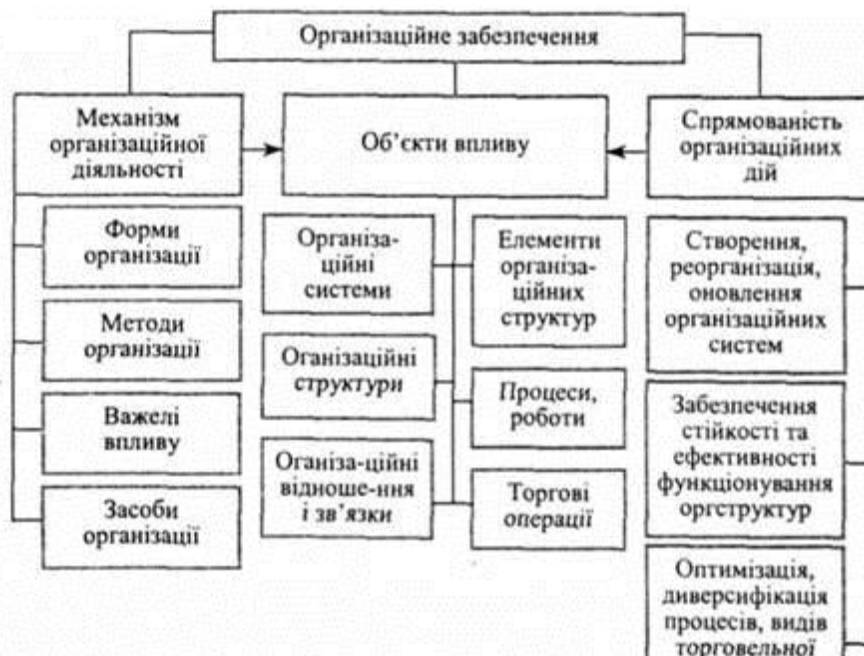 Організаційне забезпечення
Механізм
організаційної
діяльності
Об’єкти впливу
Спрямованість
організаційних
дій
Форми
організації
Методи
організації
Важелі
впливу
Засоби
організації
Організа-
ційні
системи
Оганізаційні
структури
Оганіза-ційні
відноше-ння
і зв’язки
Елементи
організа-
ційних
структур
Процеси,
роботи
Торгові
операції
Створення,
реорганізація,
оновлення
організаційних
систем
Забезпечення
стійкості та
ефективності
функціонування
оргструктур
Оптимізація,
диверсифікація
процесів, видів
торговельної